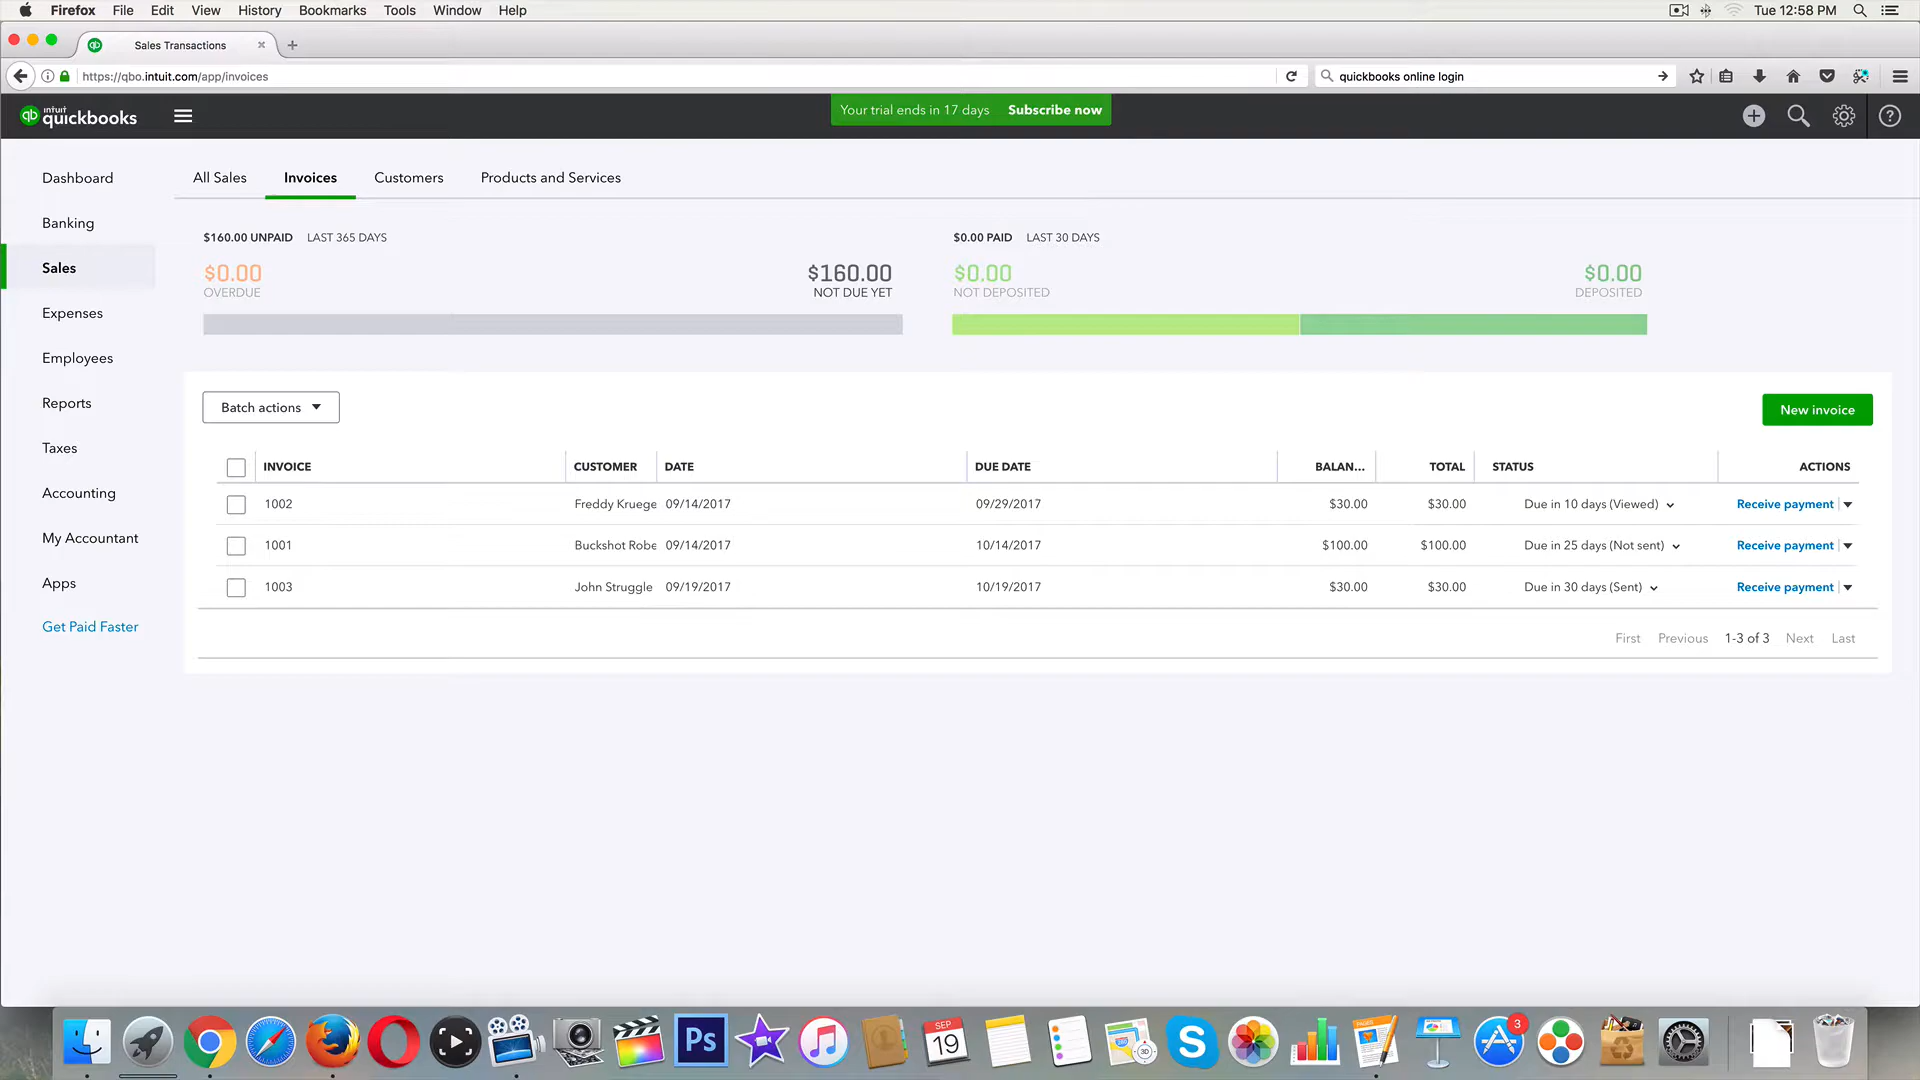 Firefox File Edit View History Bookmarks Tools Window Help Tue 12:58 PM
Sales Transactions
https://qbo.intuit.com/app/invoices quickbooks online login
intuit
qb quickbooks Your trial ends in 17 days Subscribe now
Dashboard
Banking
Sales
Expenses
Employees
Reports
Taxes
Accounting
My Accountant
Apps
Get Paid Faster
All Sales Invoices Customers Products and Services
$160.00 UNPAID LAST 365 DAYS $0.00 PAID LAST 30 DAYS
$0.00 $160.00 $0.00 $0.00
OVERDUE NOT DUE YET NOT DEPOSITED DEPOSITED
Batch actions New invoice
INVOICE CUSTOMER DATE DUE DATE BALAN... TOTAL STATUS ACTIONS
1002 Freddy Kruege 09/14/2017 09/29/2017 $30.00 $30.00 Due in 10 days (Viewed) Receive payment
1001 Buckshot Robe 09/14/2017 10/14/2017 $100.00 $100.00 Due in 25 days (Not sent) Receive payment
1003 John Struggle 09/19/2017 10/19/2017 $30.00 $30.00 Due in 30 days (Sent) Receive payment
First Previous 1-3 of 3 Next Last
Ps SEP 19 PAGES 3D 3